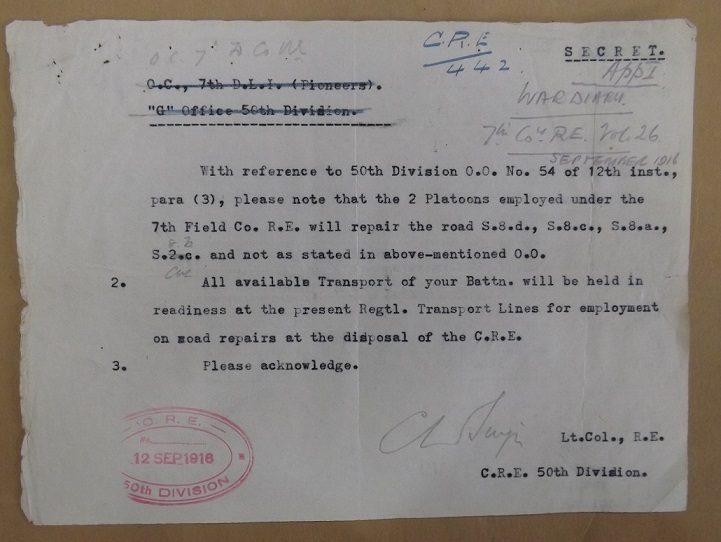 C.R.E
442
SECRET.
App I
WAR DIARY.
7th Coy R.E. Vol 26
SEPTEMBER 1916
O.C. 7
O.C., 7th D.L.I. (Pioneers).
"G" Office 50th Division.
With reference to 50th Division O.O. No. 54 of 12th inst.,
para (3), please note that the 2 Platoons employed under the
7th Field Co. R.E. will repair the road S.8.d., S.8.c., S.8.a.,
S.2.c. and not as stated in above-mentioned O.O.
2. All available Transport of your Battn. will be held in
readiness at the present Regtl. Transport Lines for employment
on road repairs at the disposal of the C.R.E.
3. Please acknowledge.
Lt.Col., R.E.
C.R.E. 50th Division.
C. R. E.
No.
12 SEP 1916
50th DIVISION